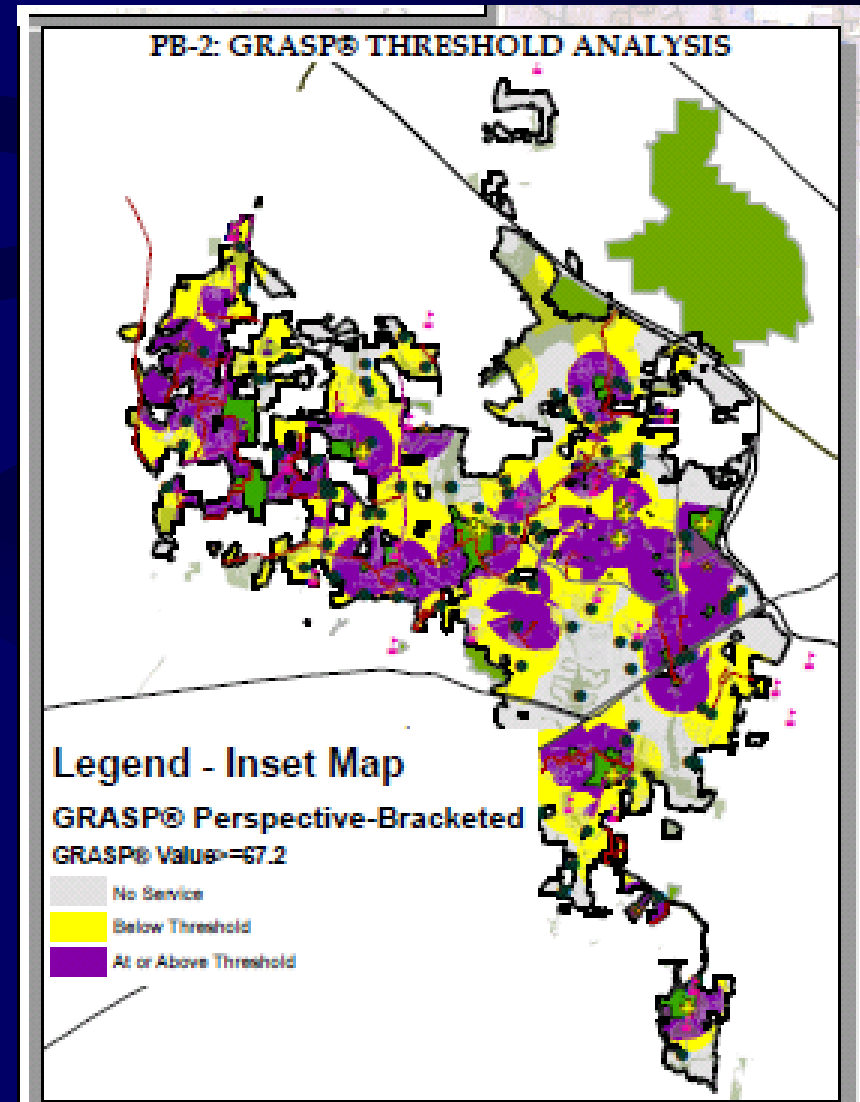 PB-2: GRASP® THRESHOLD ANALYSIS
Legend - Inset Map
GRASP® Perspective-Bracketed
GRASP® Value>=67.2
No Service
Below Threshold
At or Above Threshold